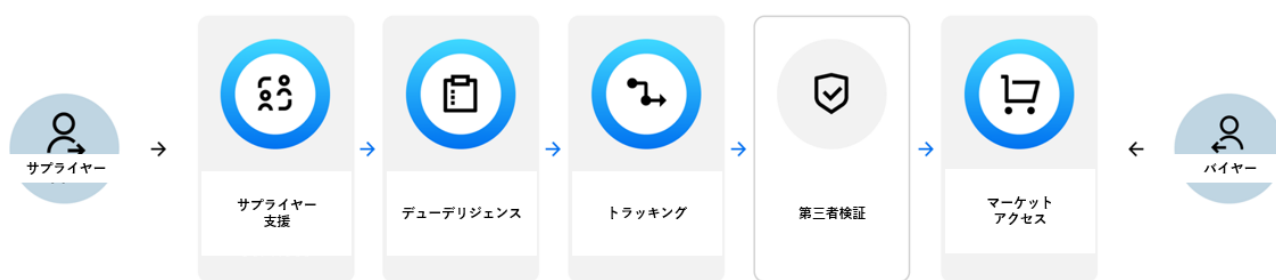 サプライヤー
サプライヤー
支援
デューデリジェンス
トラッキング
第三者検証
マーケット
アクセス
バイヤー